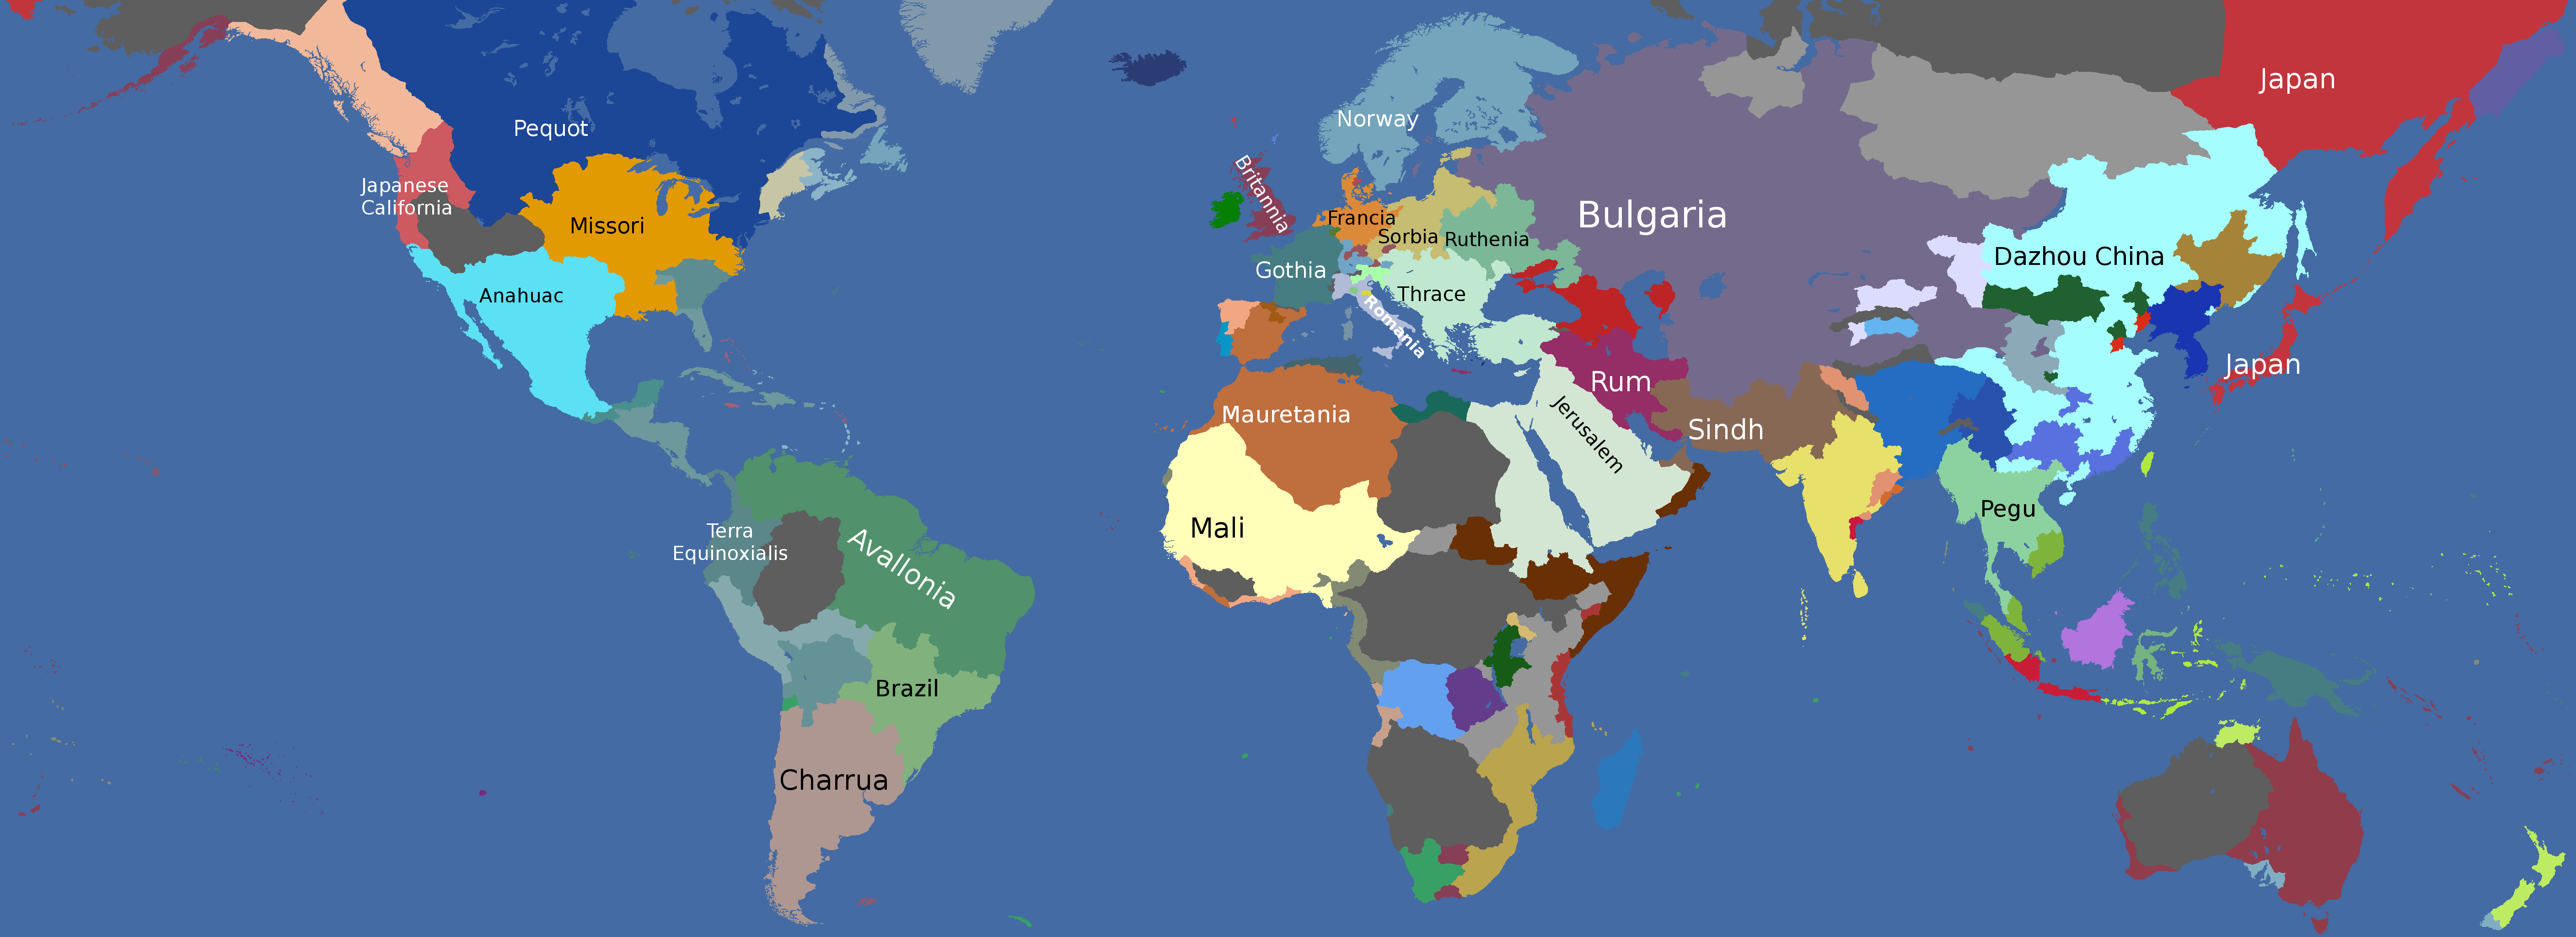 Japan
Norway
Pequot
Britannia
Japanese
California
Bulgaria
Francia
Missori
Sorbia
Ruthenia
Dazhou China
Gothia
Anahuac
Thrace
Romania
Japan
Rum
Mauretania
Sindh
Jerusalem
Pegu
Mali
Terra
Equinoxialis
Avallonia
Brazil
Charrua